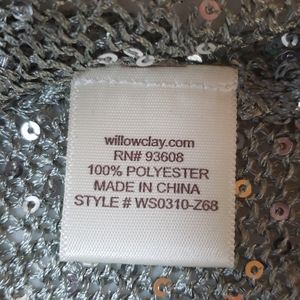 willowclay.com
RN# 93608
100% POLYESTER
MADE IN CHINA
STYLE # WS0310-Z68